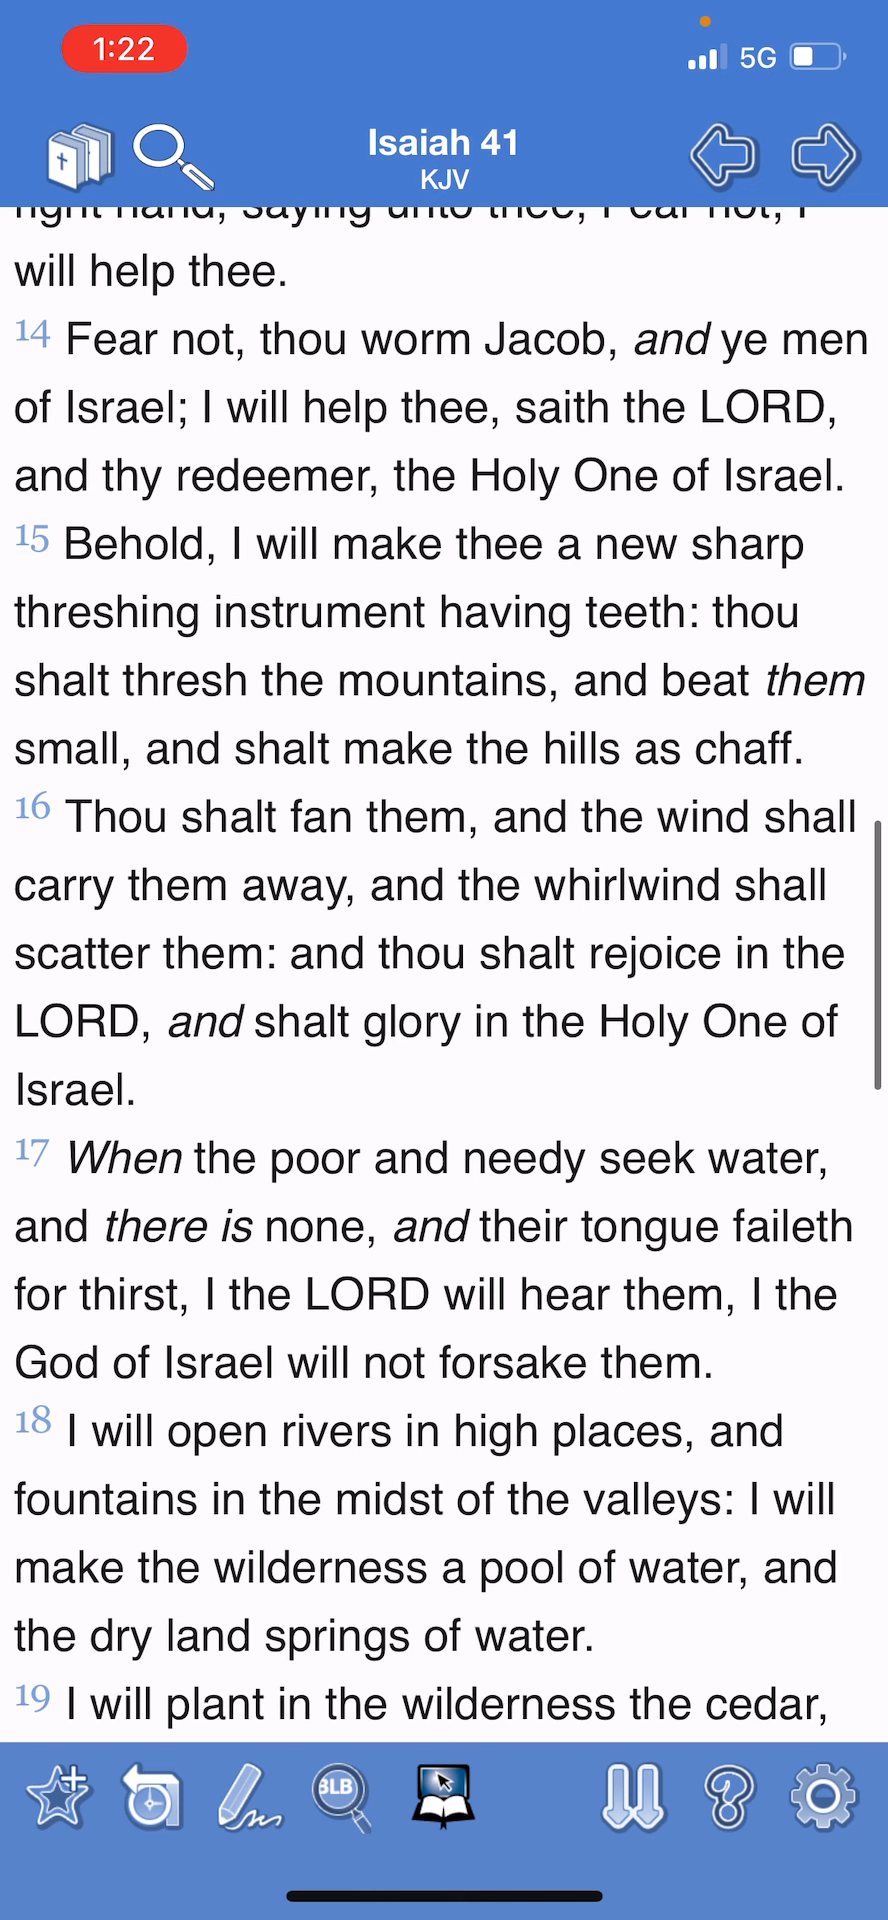 1:22
5G
Isaiah 41
KJV
right hand, saying unto thee, Fear not; I
will help thee.
14 Fear not, thou worm Jacob, and ye men
of Israel; I will help thee, saith the LORD,
and thy redeemer, the Holy One of Israel.
15 Behold, I will make thee a new sharp
threshing instrument having teeth: thou
shalt thresh the mountains, and beat them
small, and shalt make the hills as chaff.
16 Thou shalt fan them, and the wind shall
carry them away, and the whirlwind shall
scatter them: and thou shalt rejoice in the
LORD, and shalt glory in the Holy One of
Israel.
17 When the poor and needy seek water,
and there is none, and their tongue faileth
for thirst, I the LORD will hear them, I the
God of Israel will not forsake them.
18 I will open rivers in high places, and
fountains in the midst of the valleys: I will
make the wilderness a pool of water, and
the dry land springs of water.
19 I will plant in the wilderness the cedar,
BLB